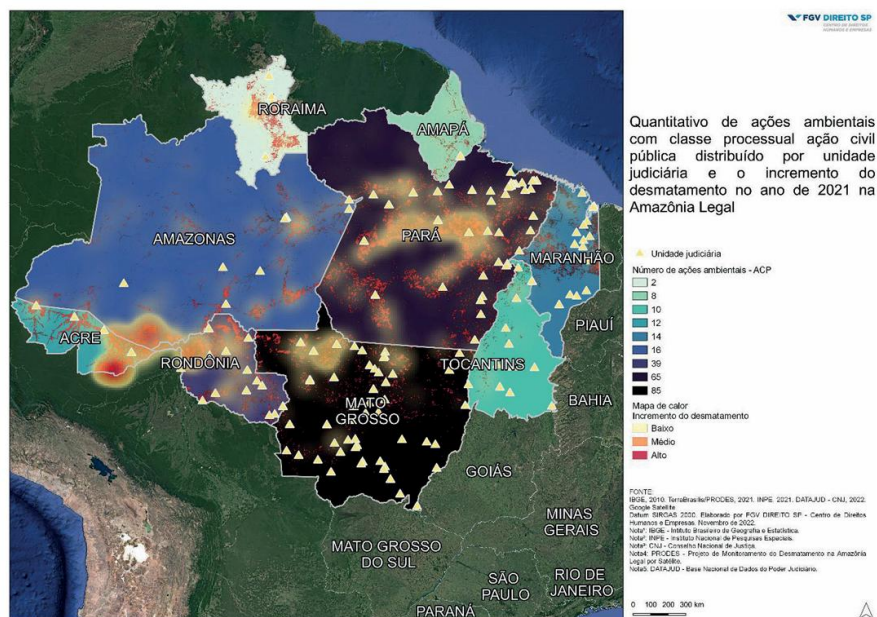 FGV DIREITO SP
CENTRO DE DIREITOS
HUMANOS E EMPRESAS
Quantitativo de ações ambientais
com classe processual ação civil
pública distribuído por unidade
judiciária e o incremento do
desmatamento no ano de 2021 na
Amazônia Legal
Unidade judiciária
Número de ações ambientais - ACP
2
8
10
12
14
16
39
65
85
Mapa de calor
Incremento do desmatamento
Baixo
Médio
Alto
FONTE:
IBGE, 2010. TerraBrasilis/PRODES, 2021. INPE, 2021. DATAJUD - CNJ, 2022.
Google Satellite
Datum SIRGAS 2000. Elaborado por FGV DIREITO SP - Centro de Direitos
Humanos e Empresas. Novembro de 2022.
Nota¹: IBGE - Intituto Brasileiro de Geografia e Estatística.
Nota²: INPE - Instituto Nacional de Pesquisas Espaciais.
Nota³: CNJ - Conselho Nacional de Justiça.
Nota4: PRODES - Projeto de Monitoramento do Desmatamento na Amazônia
Legal por Satélite.
Nota5: DATAJUD - Base Nacional de Dados do Poder Judiciário.
0 100 200 300 km
RORAIMA
AMAPÁ
AMAZONAS
PARÁ
MARANHÃO
PIAUÍ
ACRE
RONDÔNIA
TOCANTINS
BAHIA
MATO
GROSSO
GOIÁS
MINAS
GERAIS
MATO GROSSO
DO SUL
SÃO
PAULO
RIO DE
JANEIRO
PARANÁ